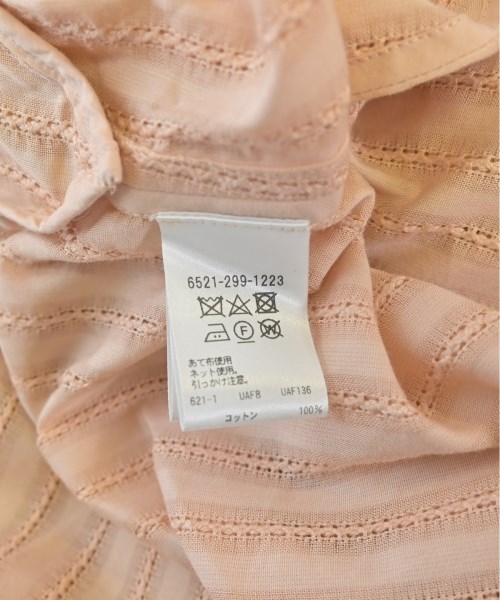 6521-299-1223
F W
あて布使用
ネット使用。
引っかけ注意。
621-1 UAF8 UAF136
コットン 100%